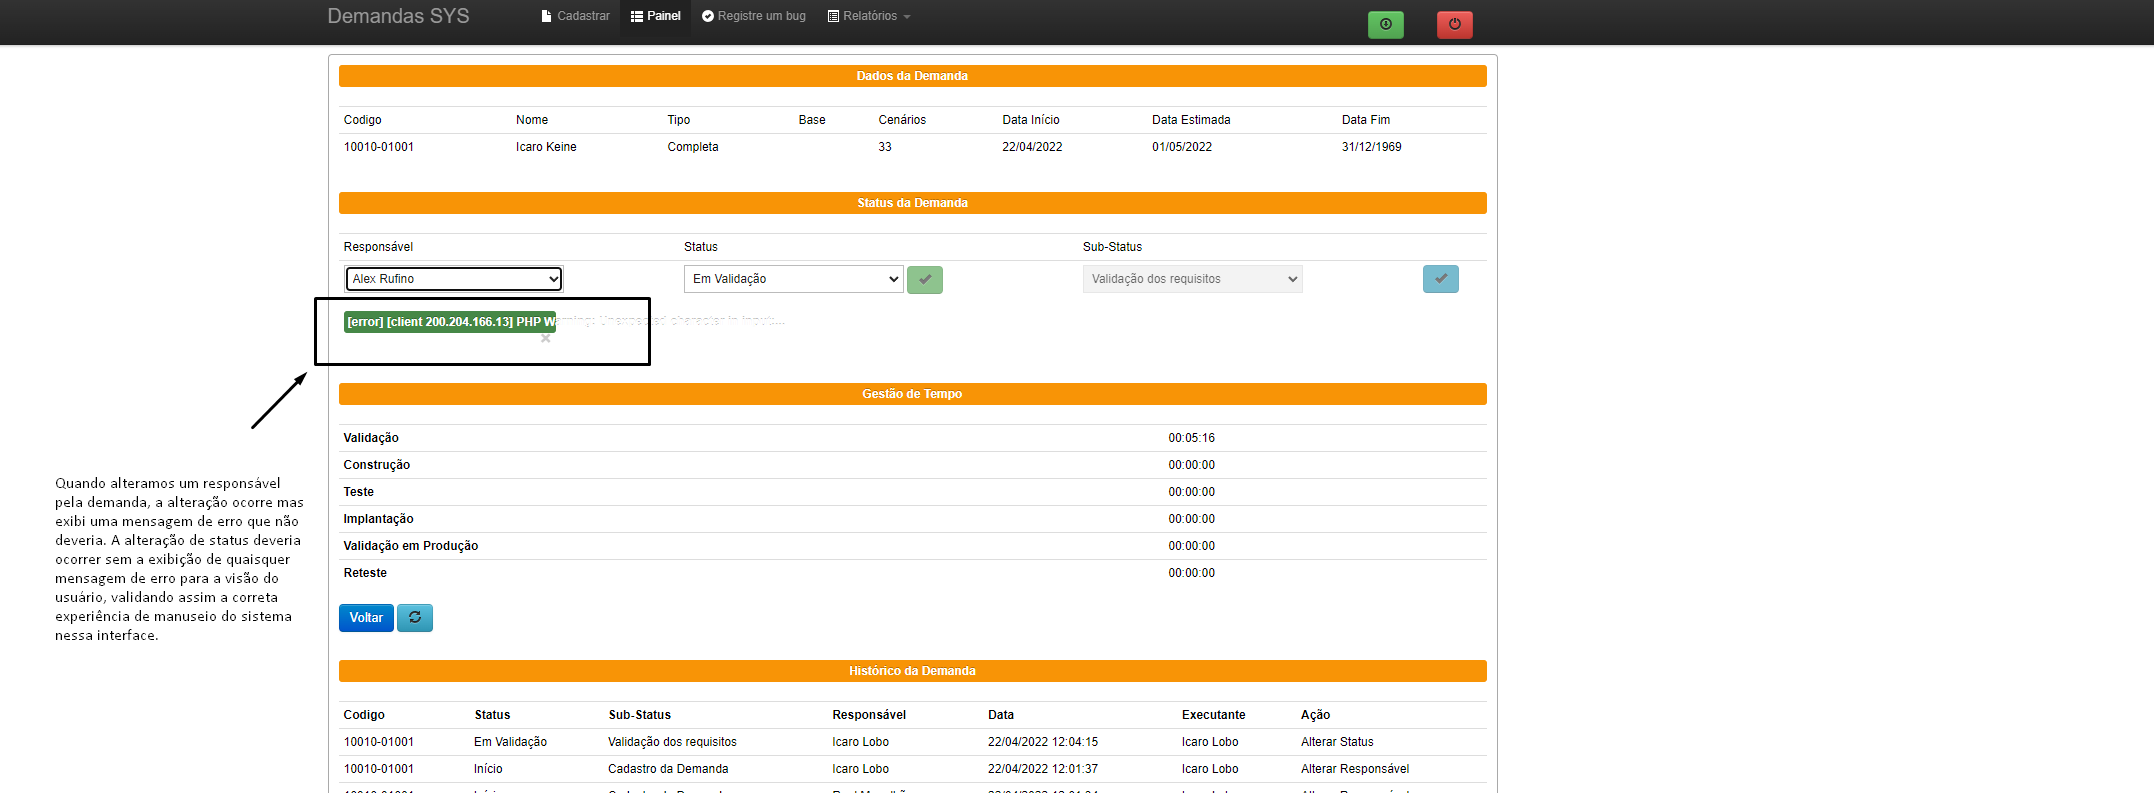 Demandas SYS Cadastrar Painel Registre um bug Relatórios
Dados da Demanda
Codigo Nome Tipo Base Cenários Data Início Data Estimada Data Fim
10010-01001 Icaro Keine Completa 33 22/04/2022 01/05/2022 31/12/1969
Status da Demanda
Responsável Status Sub-Status
Alex Rufino Em Validação Validação dos requisitos
[error] [client 200.204.166.13] PHP Warning: Unexpected character in input:...
Gestão de Tempo
Validação 00:05:16
Construção 00:00:00
Teste 00:00:00
Implantação 00:00:00
Validação em Produção 00:00:00
Reteste 00:00:00
Quando alteramos um responsável
pela demanda, a alteração ocorre mas
exibi uma mensagem de erro que não
deveria. A alteração de status deveria
ocorrer sem a exibição de quaisquer
mensagem de erro para a visão do
usuário, validando assim a correta
experiência de manuseio do sistema
nessa interface.
Voltar
Histórico da Demanda
Codigo Status Sub-Status Responsável Data Executante Ação
10010-01001 Em Validação Validação dos requisitos Icaro Lobo 22/04/2022 12:04:15 Icaro Lobo Alterar Status
10010-01001 Início Cadastro da Demanda Icaro Lobo 22/04/2022 12:01:37 Icaro Lobo Alterar Responsável